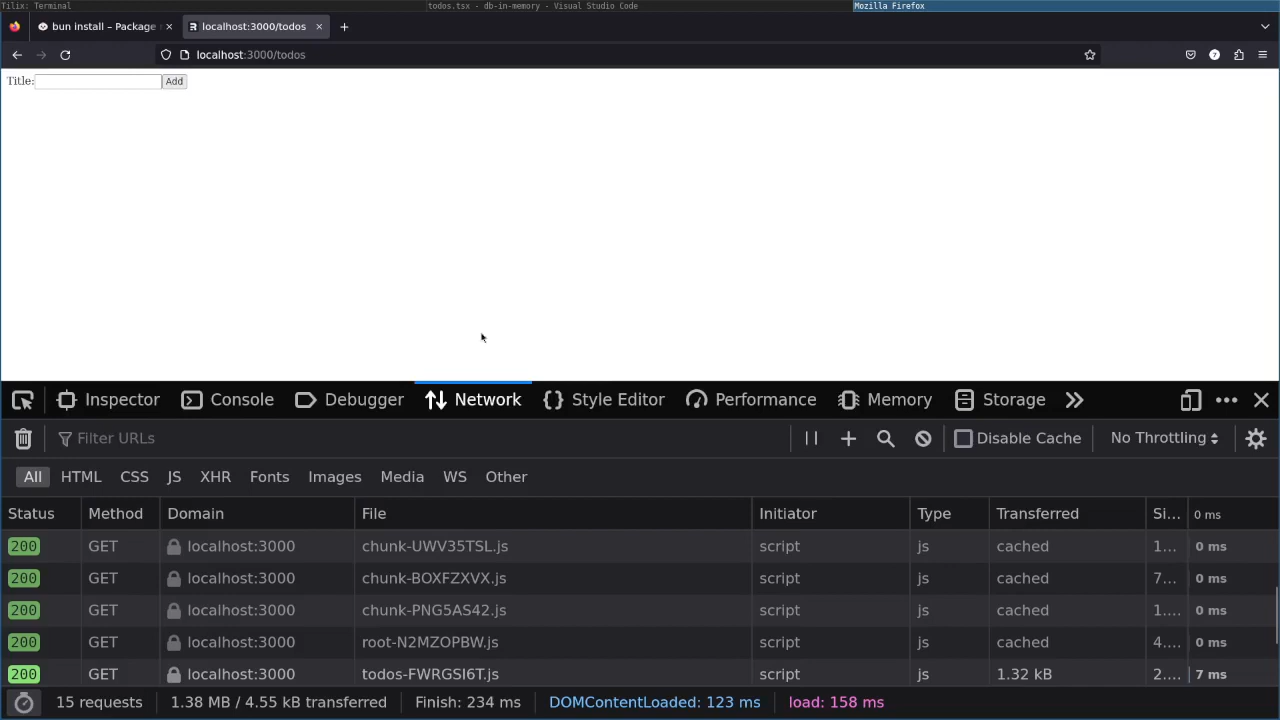 Tilix: Terminal
todos.tsx - db-in-memory - Visual Studio Code
Mozilla Firefox
bun install – Package
localhost:3000/todos
localhost:3000/todos
7
Title:
Add
Inspector
Console
Debugger
Network
Style Editor
Performance
Memory
Storage
Filter URLs
Disable Cache
No Throttling
All HTML CSS JS XHR Fonts Images Media WS Other
Status Method Domain File Initiator Type Transferred Si... 0 ms
200 GET localhost:3000 chunk-UWV35TSL.js script js cached 1... 0 ms
200 GET localhost:3000 chunk-BOXFZXVX.js script js cached 7... 0 ms
200 GET localhost:3000 chunk-PNG5AS42.js script js cached 1.... 0 ms
200 GET localhost:3000 root-N2MZOPBW.js script js cached 4.... 0 ms
200 GET localhost:3000 todos-FWRGSI6T.js script js 1.32 kB 2.... 7 ms
15 requests 1.38 MB / 4.55 kB transferred Finish: 234 ms DOMContentLoaded: 123 ms load: 158 ms